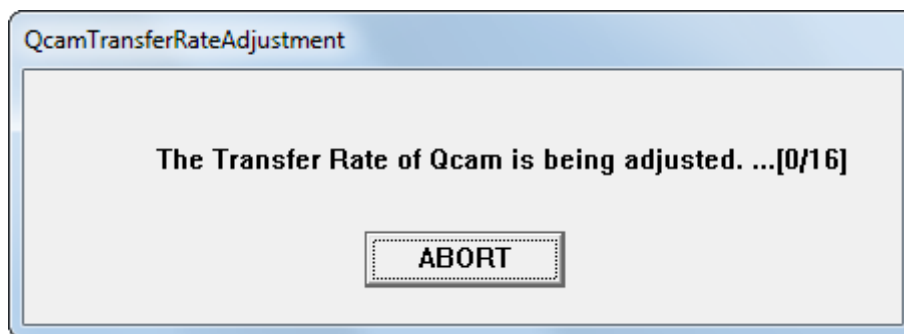 QcamTransferRateAdjustment
The Transfer Rate of Qcam is being adjusted. ...[0/16]
ABORT